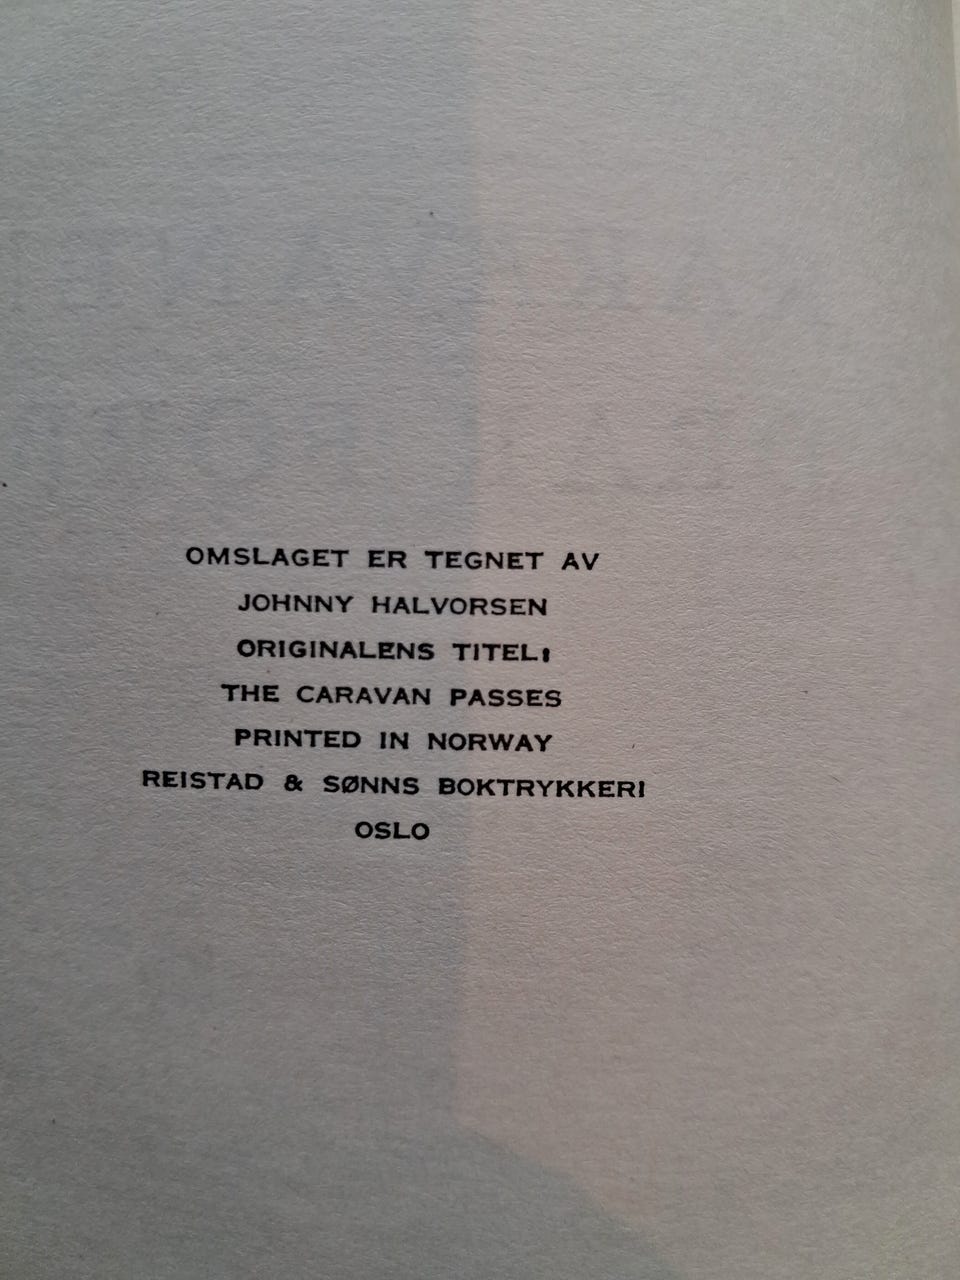 OMSLAGET ER TEGNET AV
JOHNNY HALVORSEN
ORIGINALENS TITEL:
THE CARAVAN PASSES
PRINTED IN NORWAY
REISTAD & SØNNS BOKTRYKKERI
OSLO